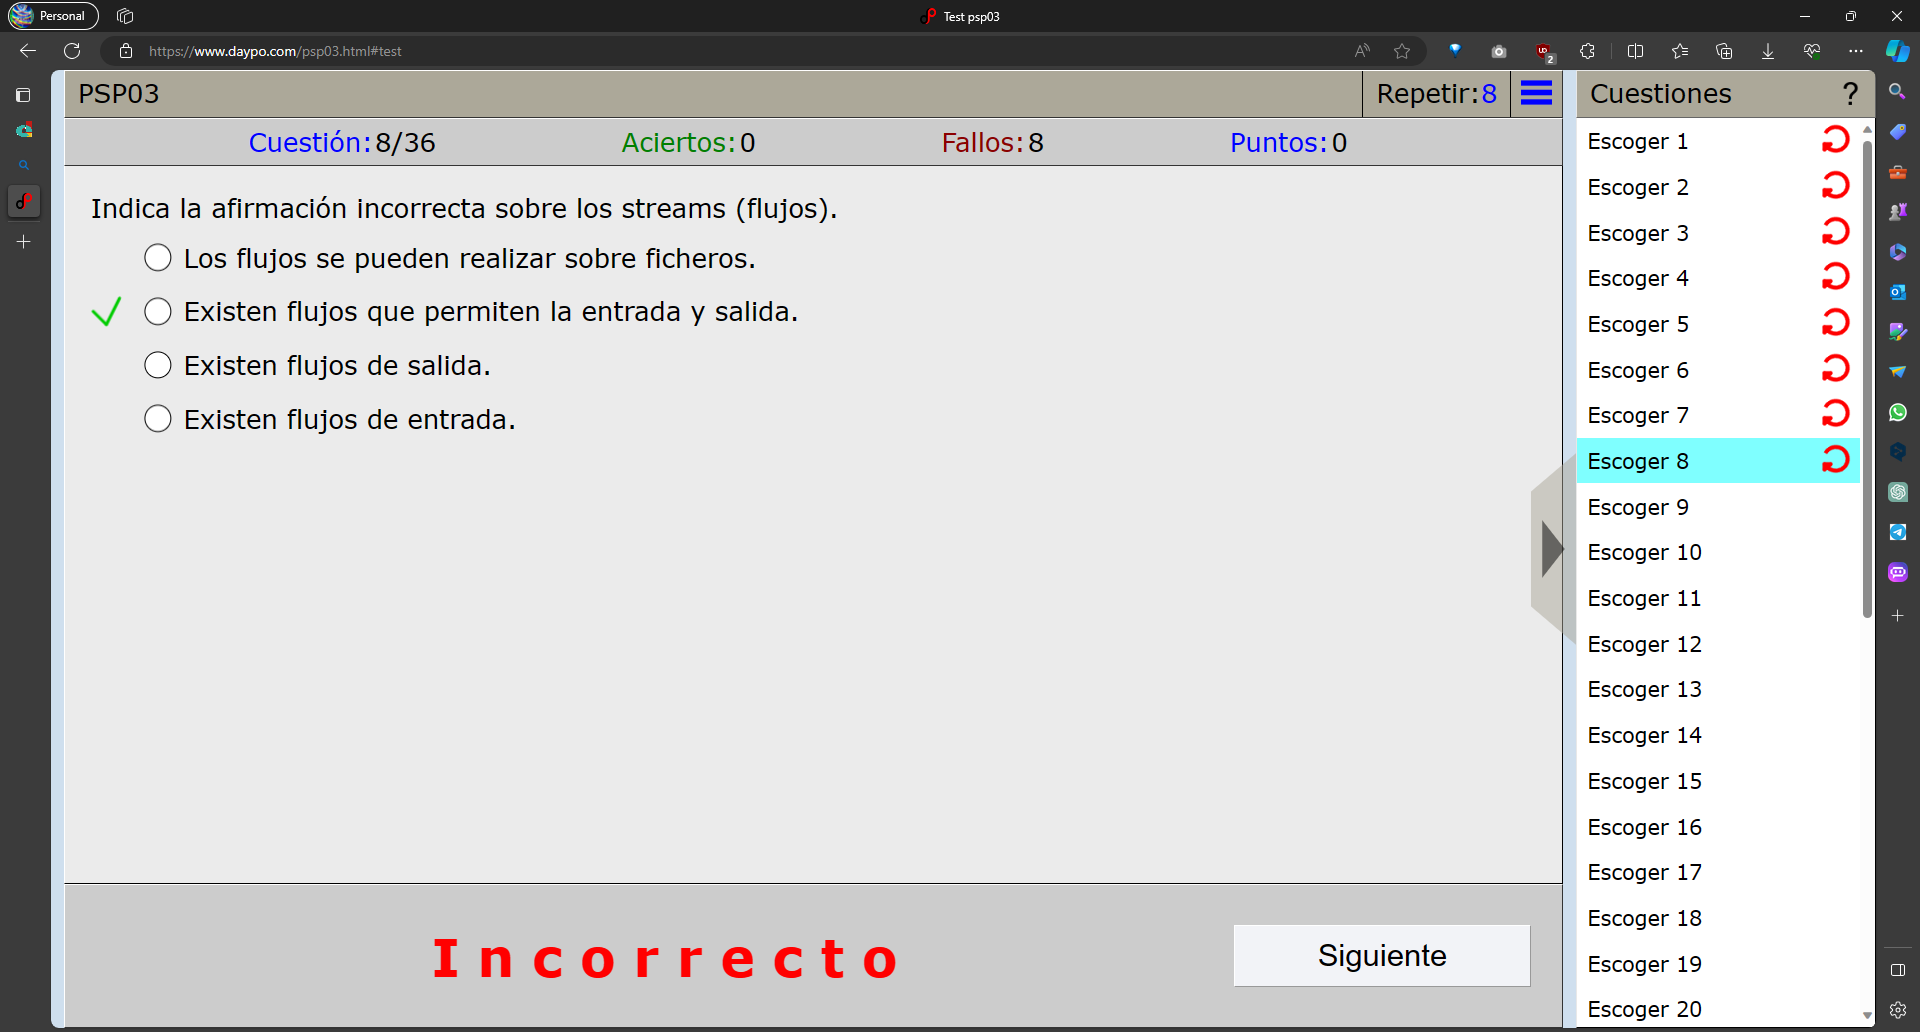 Personal
Test psp03
https://www.daypo.com/psp03.html#test
2
PSP03
Repetir:8
Cuestiones
?
Cuestión:8/36
Aciertos:0
Fallos:8
Puntos:0
Indica la afirmación incorrecta sobre los streams (flujos).
Los flujos se pueden realizar sobre ficheros.
Existen flujos que permiten la entrada y salida.
Existen flujos de salida.
Existen flujos de entrada.
Incorrecto
Siguiente
Escoger 1
Escoger 2
Escoger 3
Escoger 4
Escoger 5
Escoger 6
Escoger 7
Escoger 8
Escoger 9
Escoger 10
Escoger 11
Escoger 12
Escoger 13
Escoger 14
Escoger 15
Escoger 16
Escoger 17
Escoger 18
Escoger 19
Escoger 20